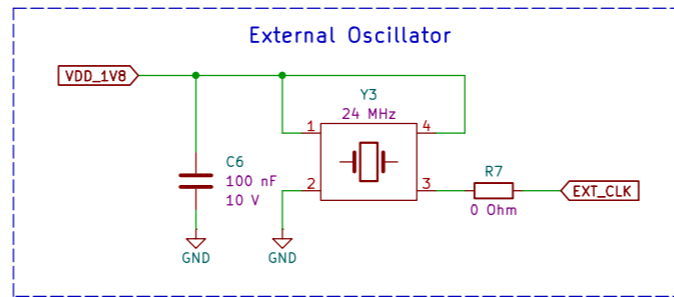 External Oscillator
VDD_1V8
Y3
24 MHz
1
4
2
3
C6
100 nF
10 V
R7
0 Ohm
EXT_CLK
GND
GND